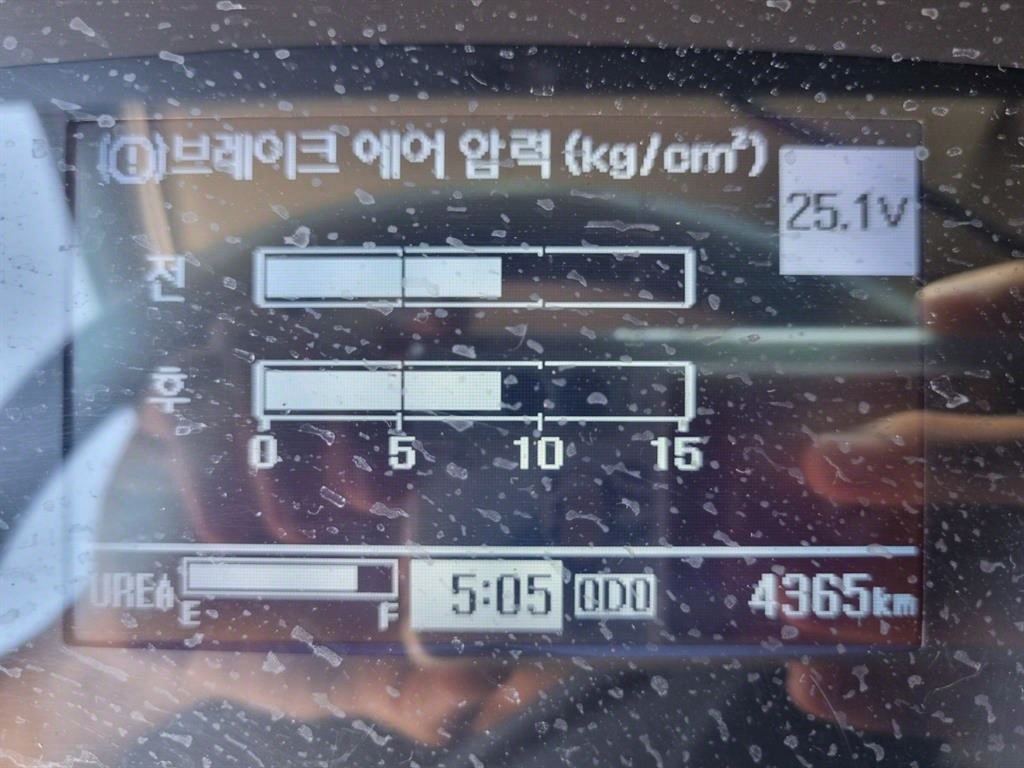 (!) 브레이크 에어 압력 (kg/cm²)
25.1V
전
후
0 5 10 15
UREA E F 5:05 ODO 4365km